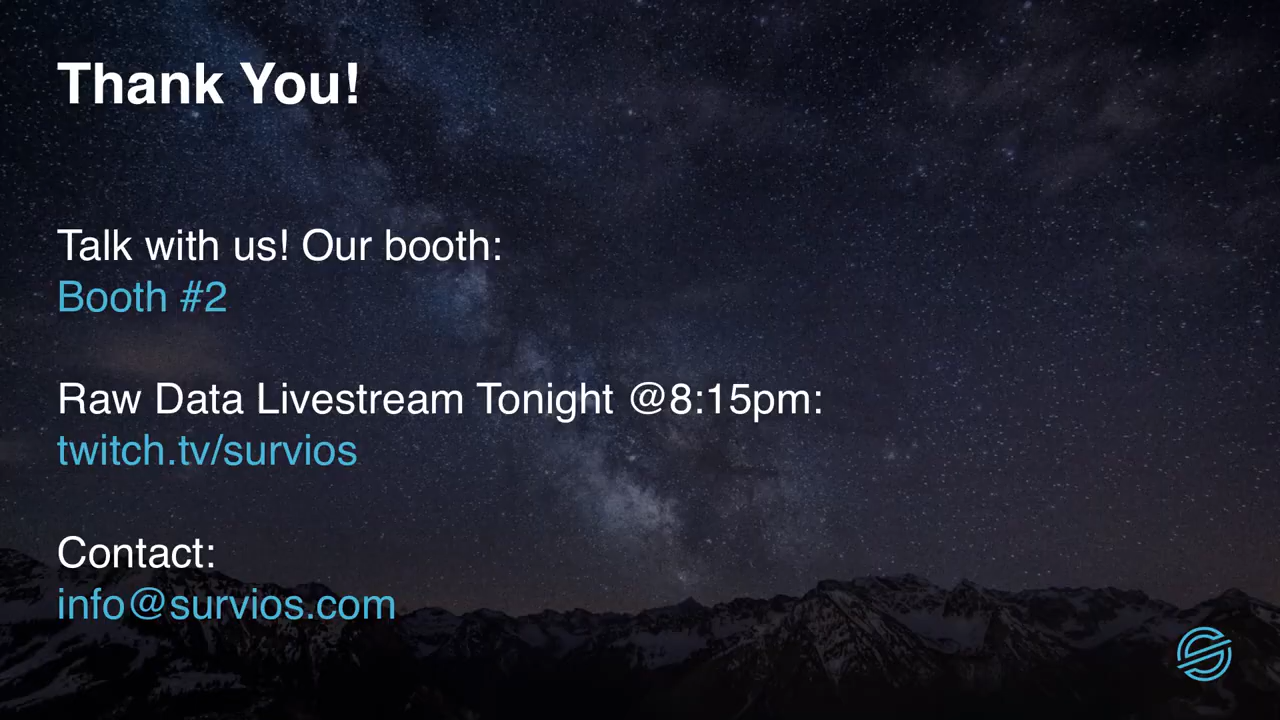 Thank You!
Talk with us! Our booth:
Booth #2
Raw Data Livestream Tonight @8:15pm:
twitch.tv/survios
Contact:
info@survios.com